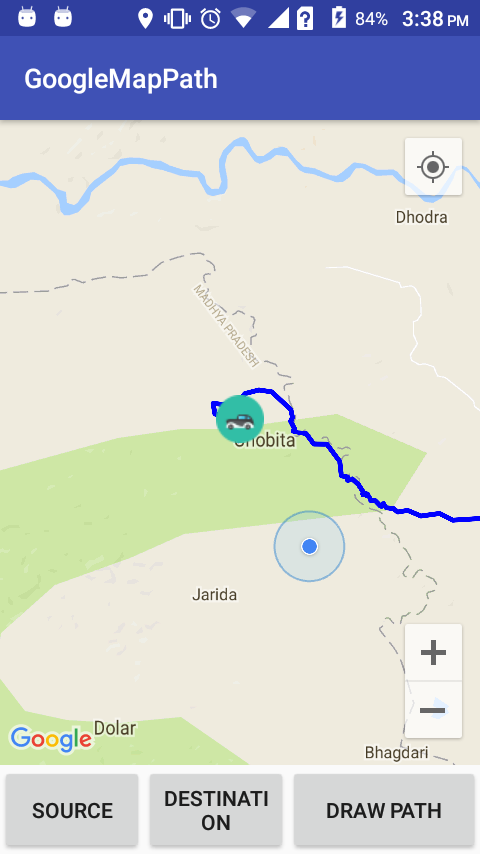 84% 3:38 PM
GoogleMapPath
Dhodra
MADHYA PRADESH
Jarida
Dolar
Google
Bhagdari
SOURCE
DESTINATI
ON
DRAW PATH